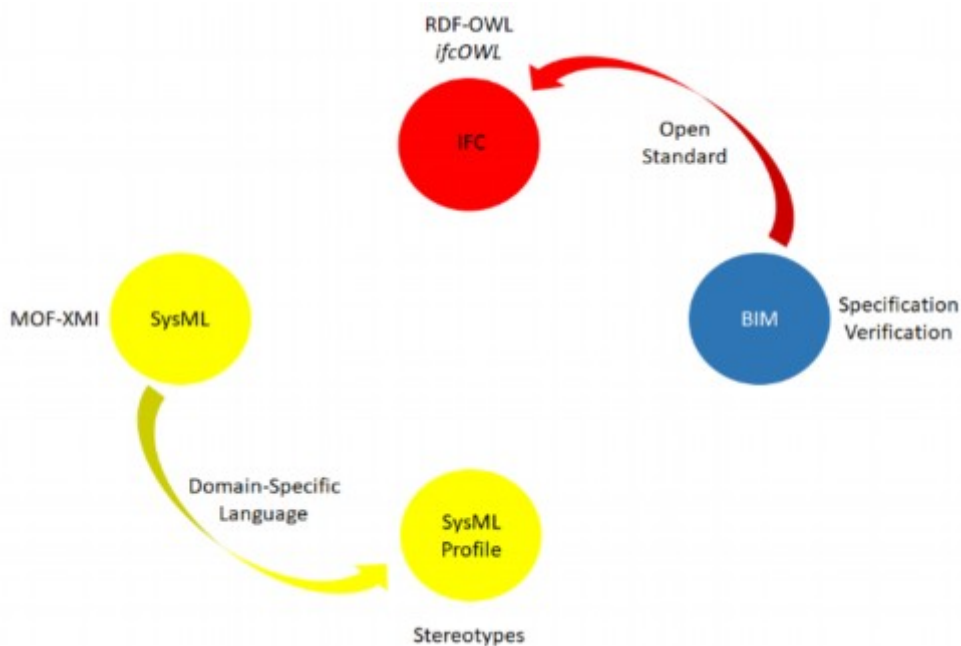 RDF-OWL
ifcOWL
IFC
Open
Standard
MOF-XMI
SysML
BIM
Specification
Verification
Domain-Specific
Language
SysML
Profile
Stereotypes